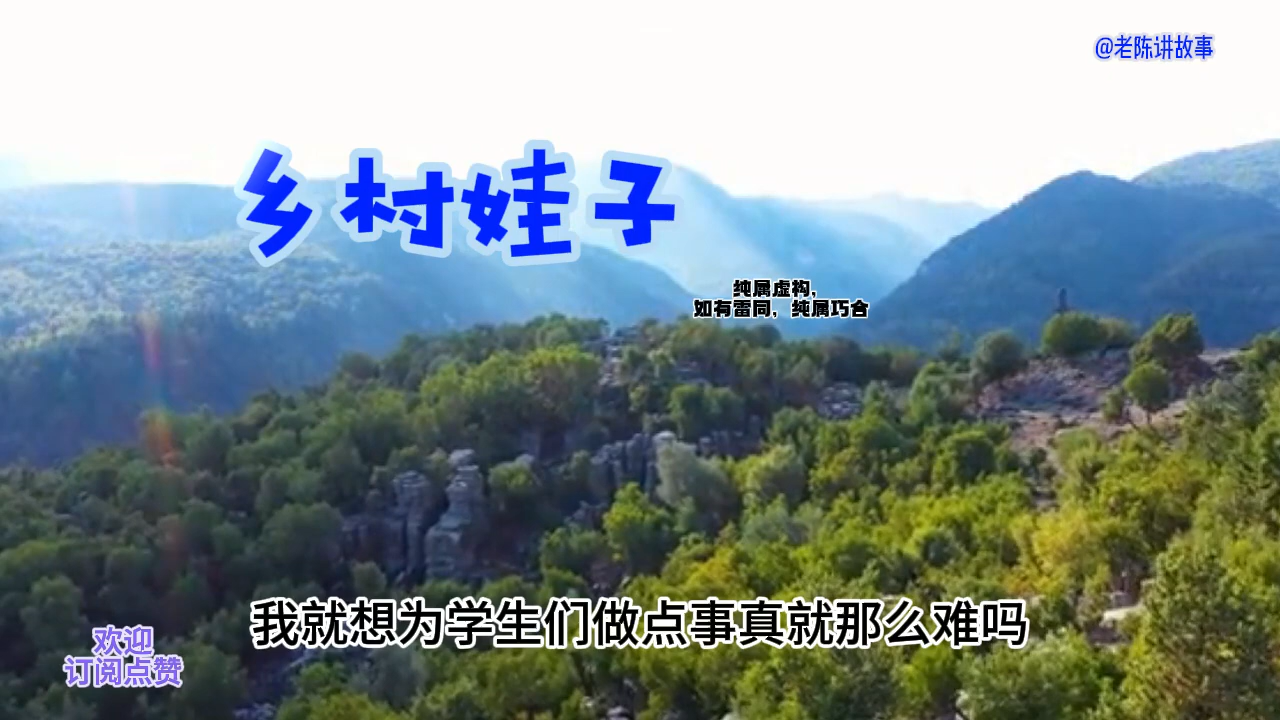 @老陈讲故事
乡村娃子
纯属虚构，
如有雷同，纯属巧合
我就想为学生们做点事真就那么难吗
欢迎
订阅点赞